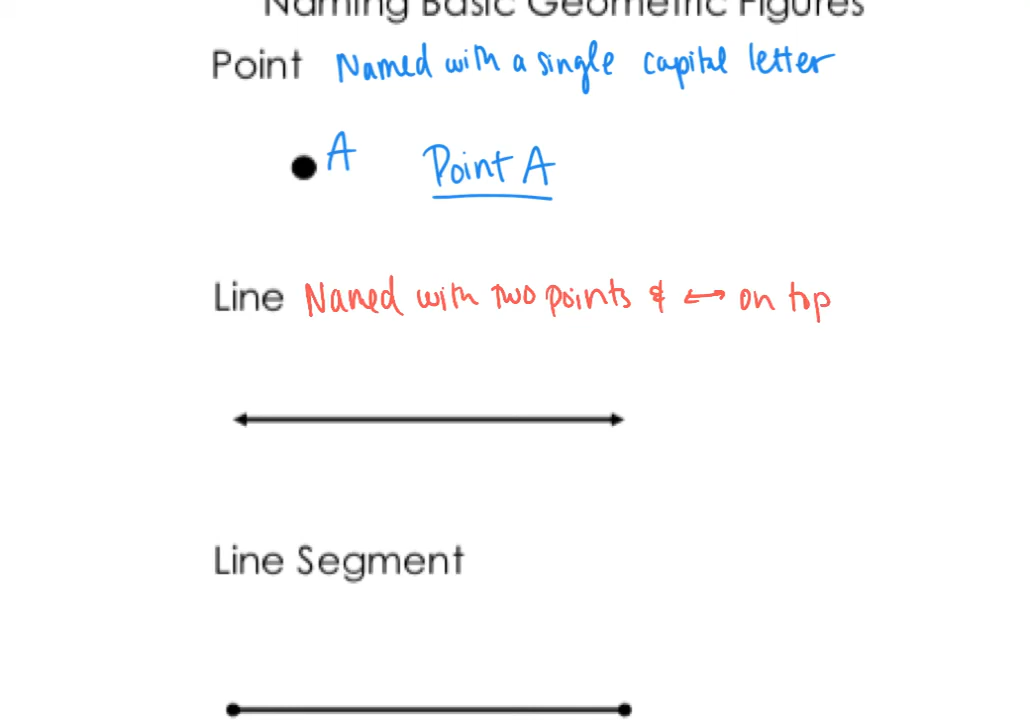 Naming Basic Geometric Figures
Point Named with a single capital letter
A Point A
Line Named with two points & ↔ on top
Line Segment